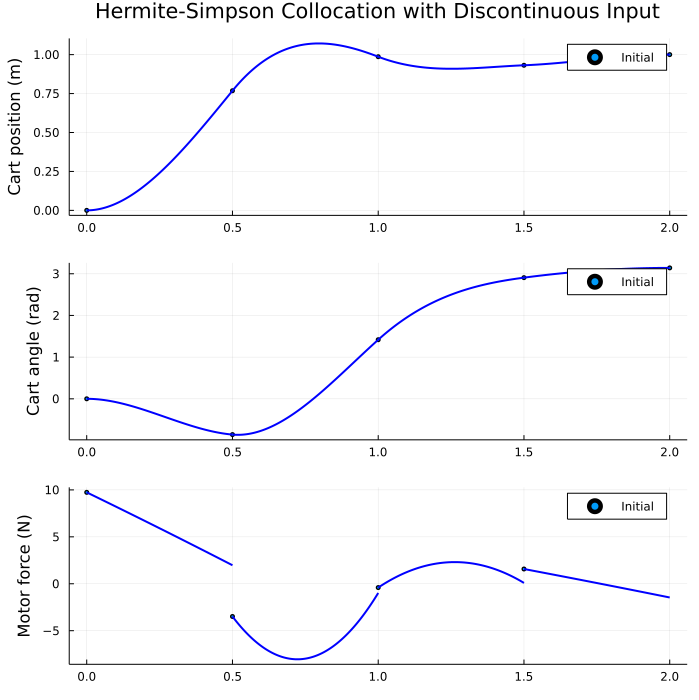 Hermite-Simpson Collocation with Discontinuous Input
Cart position (m)
1.00
0.75
0.50
0.25
0.00
Initial
0.0 0.5 1.0 1.5 2.0
Cart angle (rad)
3
2
1
0
Initial
0.0 0.5 1.0 1.5 2.0
Motor force (N)
10
5
0
−5
Initial
0.0 0.5 1.0 1.5 2.0